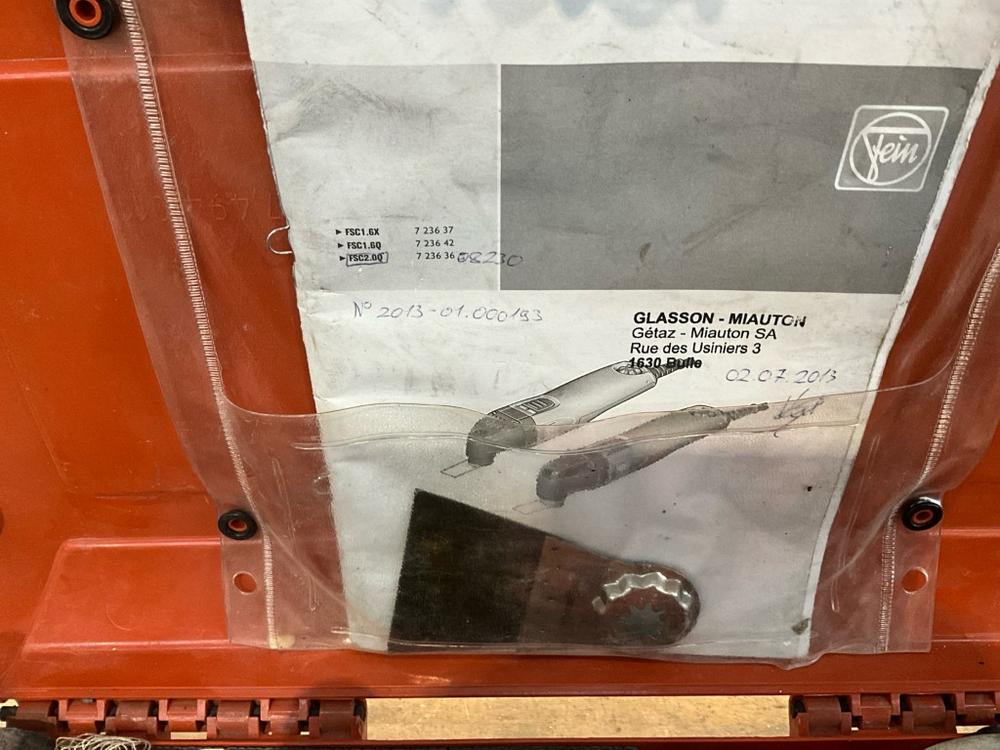 Fein
▸ FSC1.6X 7 236 37
▸ FSC1.6Q 7 236 42
▸ FSC2.0Q 7 236 36 08230
N° 2013-01.000193
GLASSON - MIAUTON
Gétaz - Miauton SA
Rue des Usiniers 3
1630 Bulle
02.07.2013